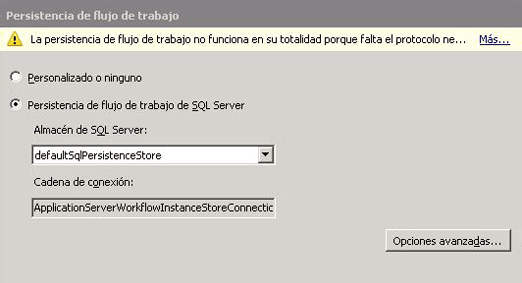 Persistencia de flujo de trabajo
La persistencia de flujo de trabajo no funciona en su totalidad porque falta el protocolo ne... Más...
Personalizado o ninguno
Persistencia de flujo de trabajo de SQL Server
Almacén de SQL Server:
defaultSqlPersistenceStore
Cadena de conexión:
ApplicationServerWorkflowInstanceStoreConnectic
Opciones avanzadas...